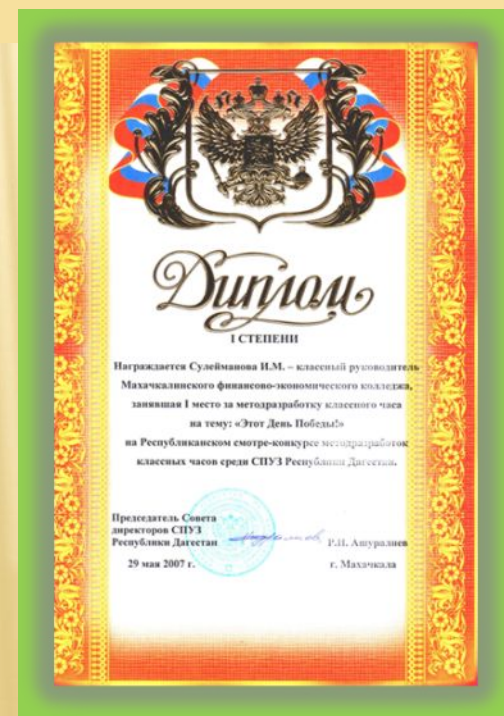 Диплом
I СТЕПЕНИ
Награждается Сулейманова И.М. – классный руководитель
Махачкалинского финансово-экономического колледжа,
занявшая I место за методразработку классного часа
на тему: «Этот День Победы!»
на Республиканском смотре-конкурсе методразработок
классных часов среди СПУЗ Республики Дагестан.
Председатель Совета
директоров СПУЗ
Республики Дагестан Р.П. Ашуралиев
29 мая 2007 г. г. Махачкала